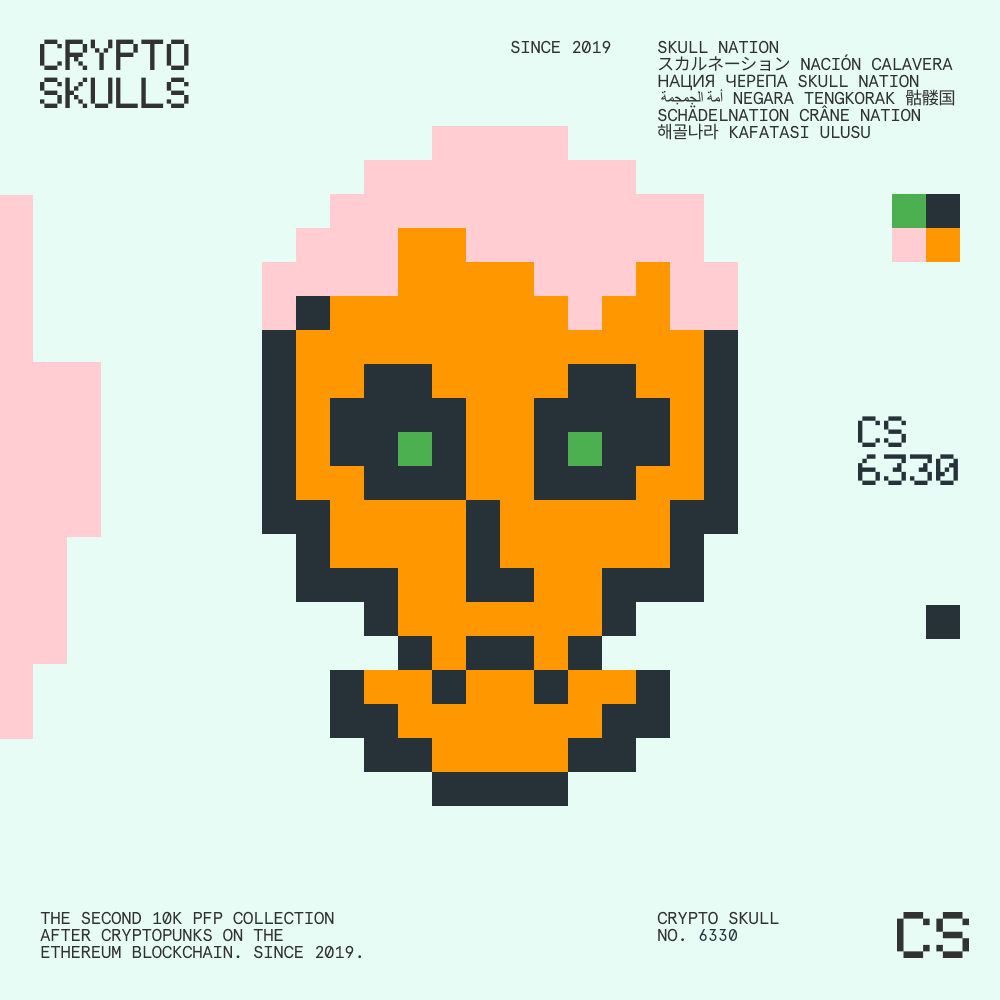 CRYPTO
SKULLS
SINCE 2019
SKULL NATION
スカルネーション NACIÓN CALAVERA
НАЦИЯ ЧЕРЕПА SKULL NATION
أمة الجمجمة NEGARA TENGKORAK 骷髅国
SCHÄDELNATION CRÂNE NATION
해골나라 KAFATASI ULUSU
CS
6330
THE SECOND 10K PFP COLLECTION
AFTER CRYPTOPUNKS ON THE
ETHEREUM BLOCKCHAIN. SINCE 2019.
CRYPTO SKULL
NO. 6330
CS